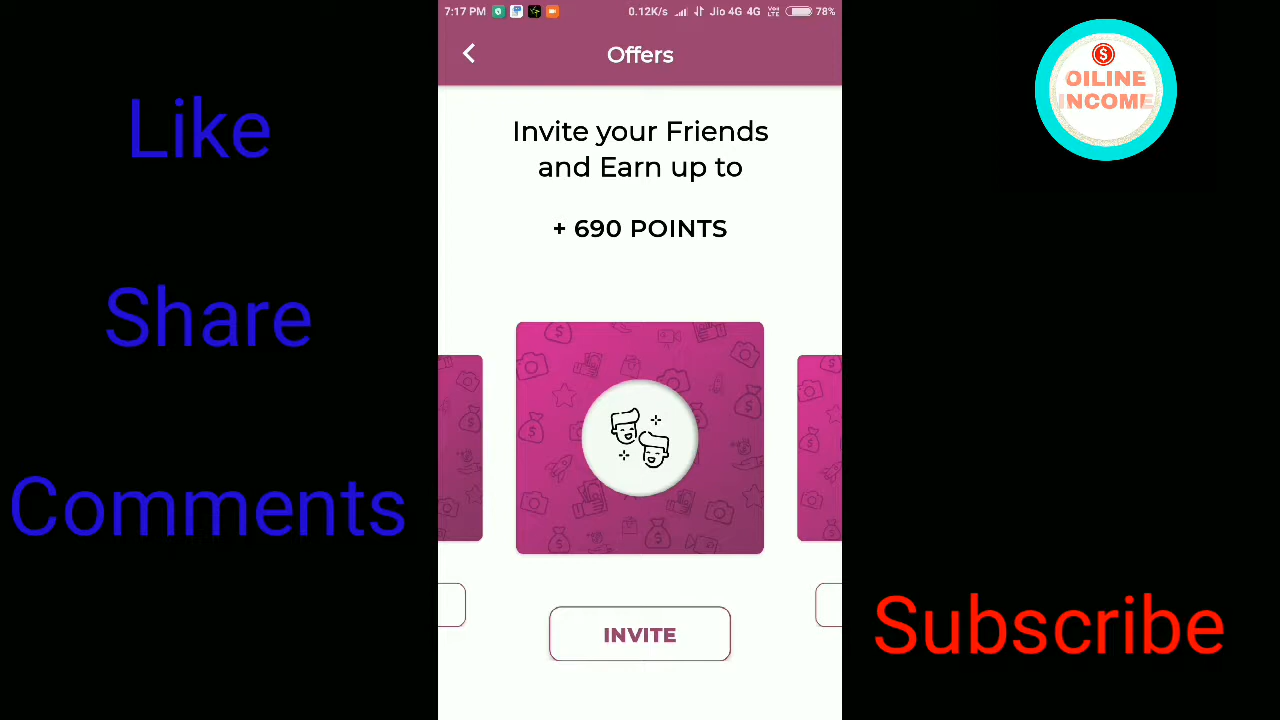 7:17 PM 0.12K/s Jio 4G 4G VoLTE 78%
Offers
Invite your Friends
and Earn up to
+ 690 POINTS
INVITE
Like
Share
Comments
$
OILINE
INCOME
Subscribe